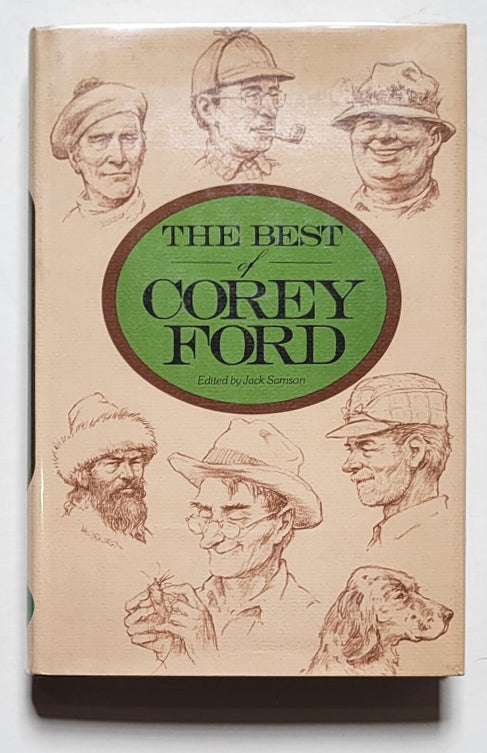 THE BEST
of
COREY
FORD
Edited by Jack Samson